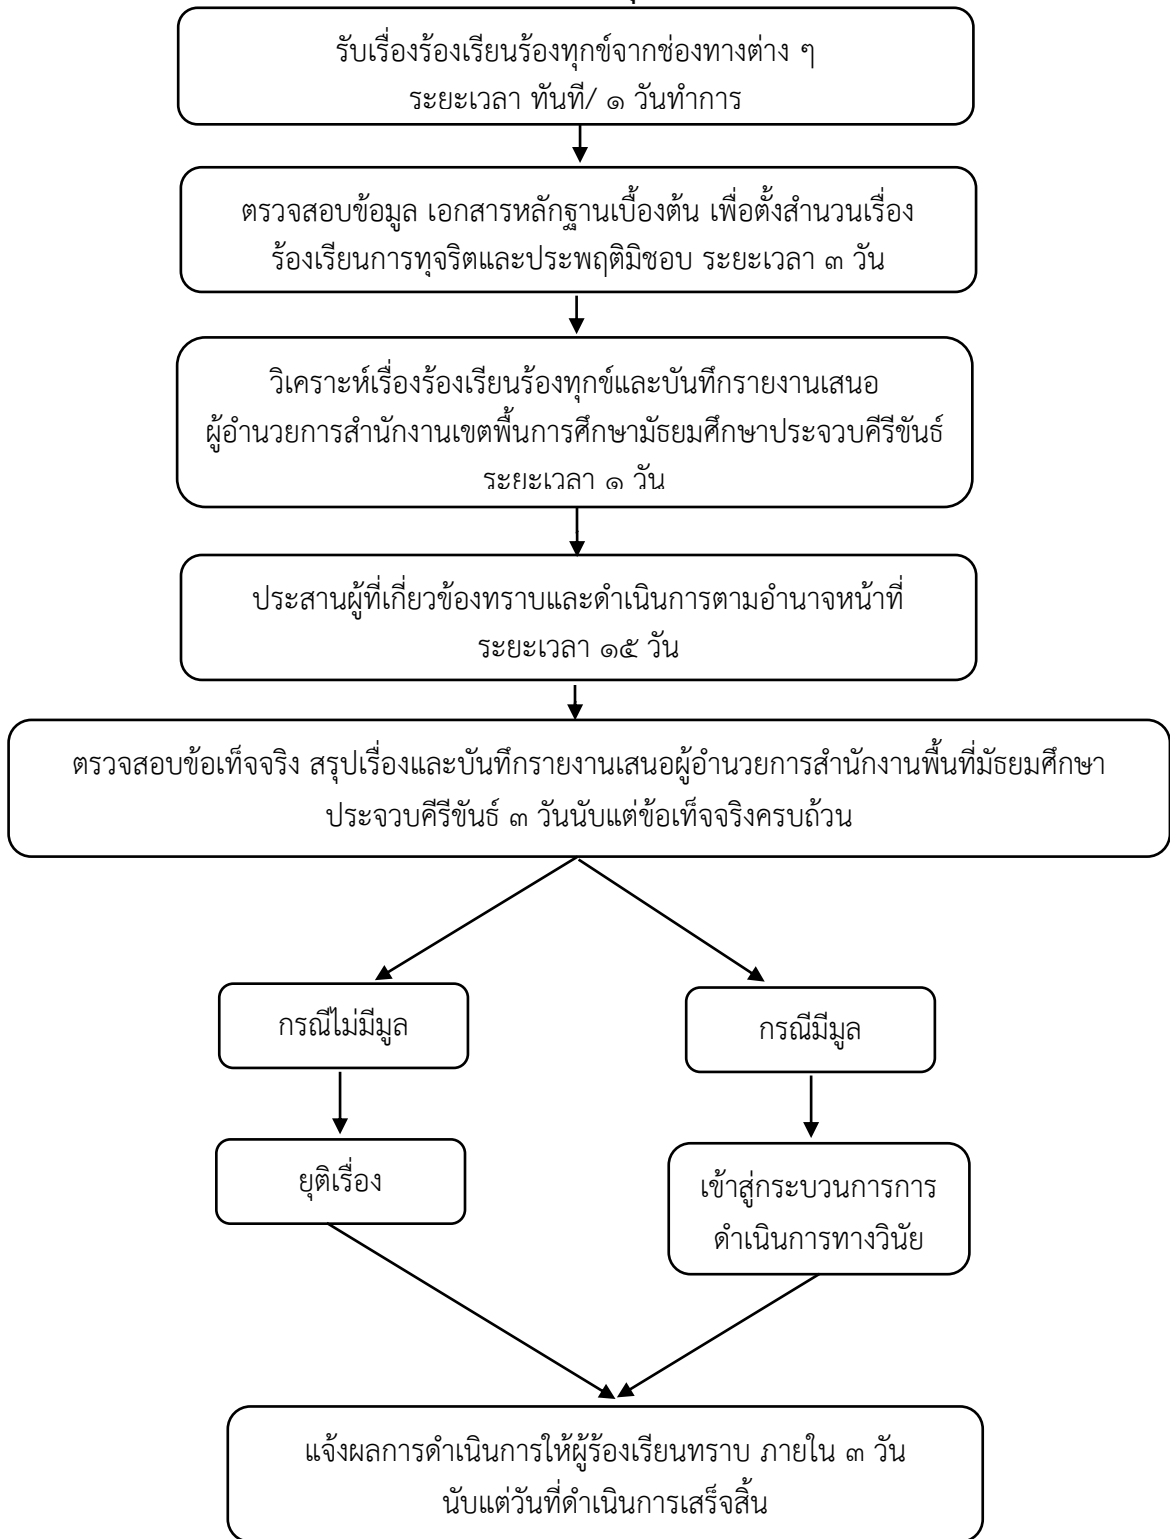 รับเรื่องร้องเรียนร้องทุกข์จากช่องทางต่าง ๆ
ระยะเวลา ทันที/ ๑ วันทำการ
ตรวจสอบข้อมูล เอกสารหลักฐานเบื้องต้น เพื่อตั้งสำนวนเรื่อง
ร้องเรียนการทุจริตและประพฤติมิชอบ ระยะเวลา ๓ วัน
วิเคราะห์เรื่องร้องเรียนร้องทุกข์และบันทึกรายงานเสนอ
ผู้อำนวยการสำนักงานเขตพื้นการศึกษามัธยมศึกษาประจวบคีรีขันธ์
ระยะเวลา ๑ วัน
ประสานผู้ที่เกี่ยวข้องทราบและดำเนินการตามอำนาจหน้าที่
ระยะเวลา ๑๕ วัน
ตรวจสอบข้อเท็จจริง สรุปเรื่องและบันทึกรายงานเสนอผู้อำนวยการสำนักงานพื้นที่มัธยมศึกษา
ประจวบคีรีขันธ์ ๓ วันนับแต่ข้อเท็จจริงครบถ้วน
กรณีไม่มีมูล
กรณีมีมูล
ยุติเรื่อง
เข้าสู่กระบวนการการ
ดำเนินการทางวินัย
แจ้งผลการดำเนินการให้ผู้ร้องเรียนทราบ ภายใน ๓ วัน
นับแต่วันที่ดำเนินการเสร็จสิ้น